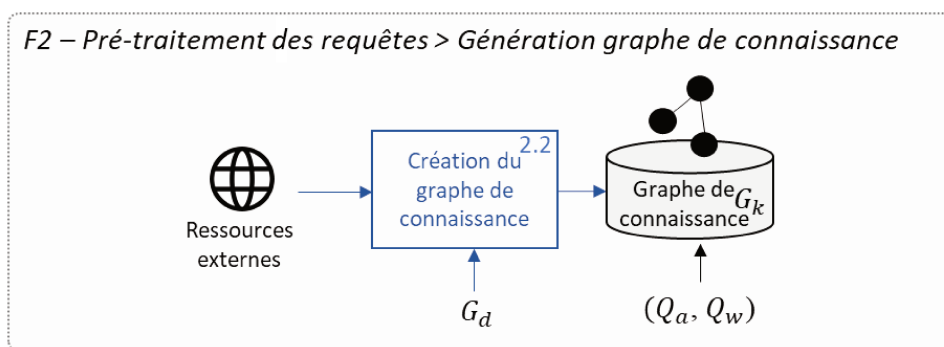 F2 – Pré-traitement des requêtes > Génération graphe de connaissance
2.2
Création du
graphe de
connaissance
Ressources
externes
Graphe de
connaissance
G_k
G_d
(Q_a, Q_w)